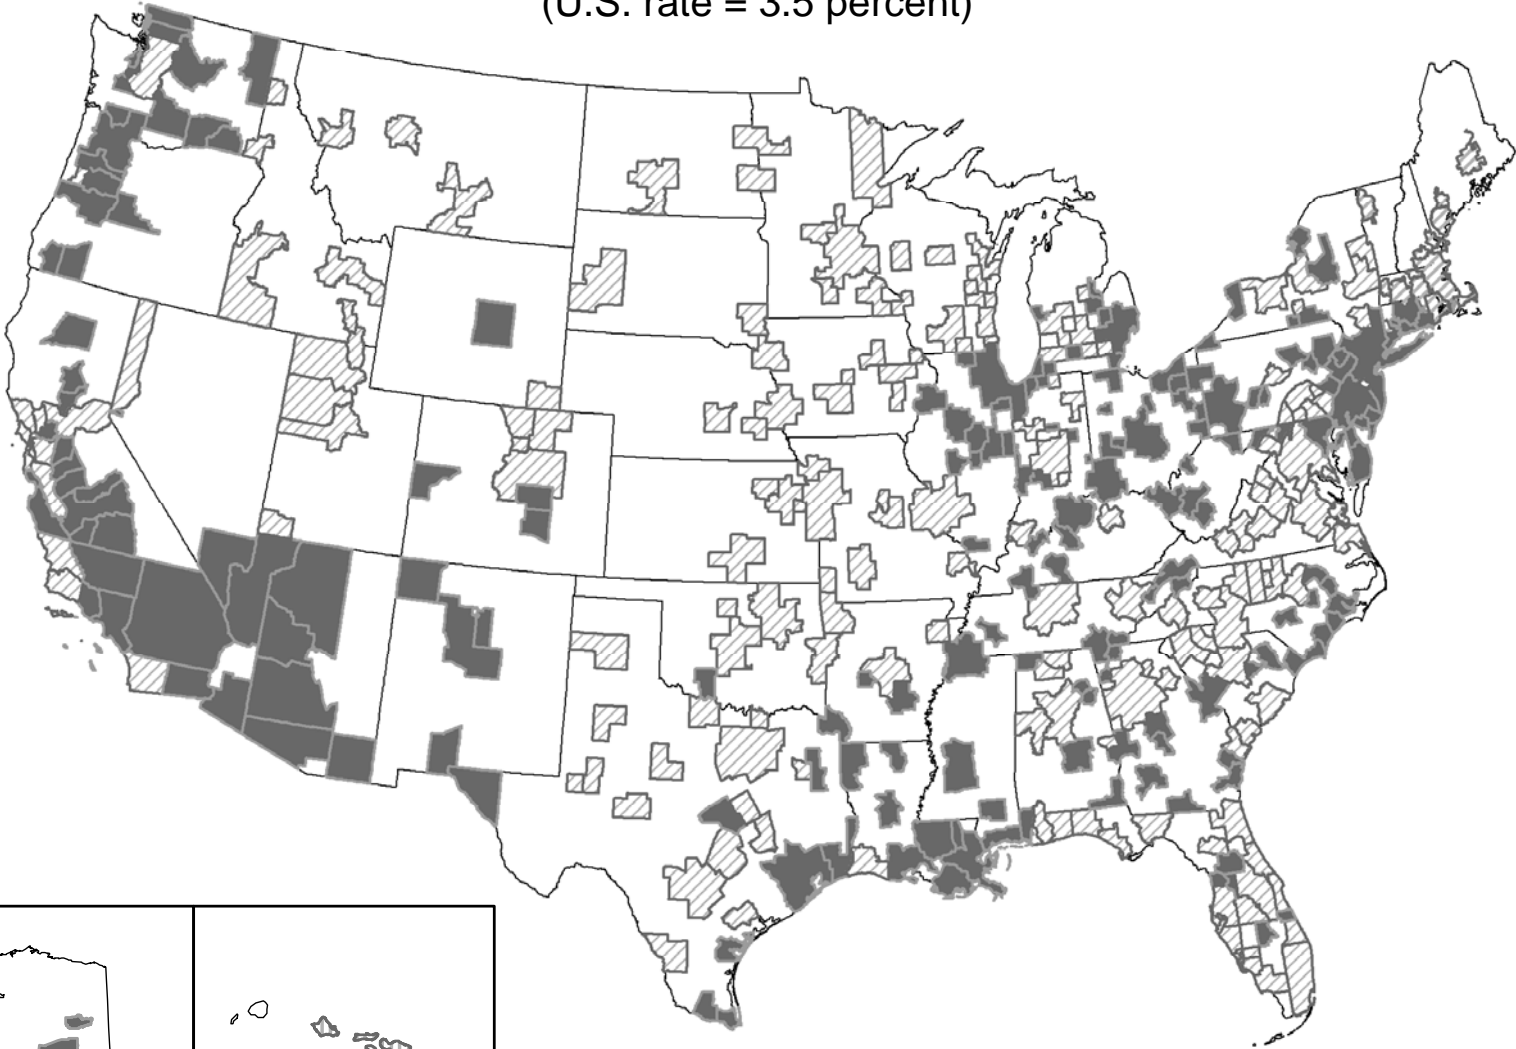 (U.S. rate = 3.5 percent)